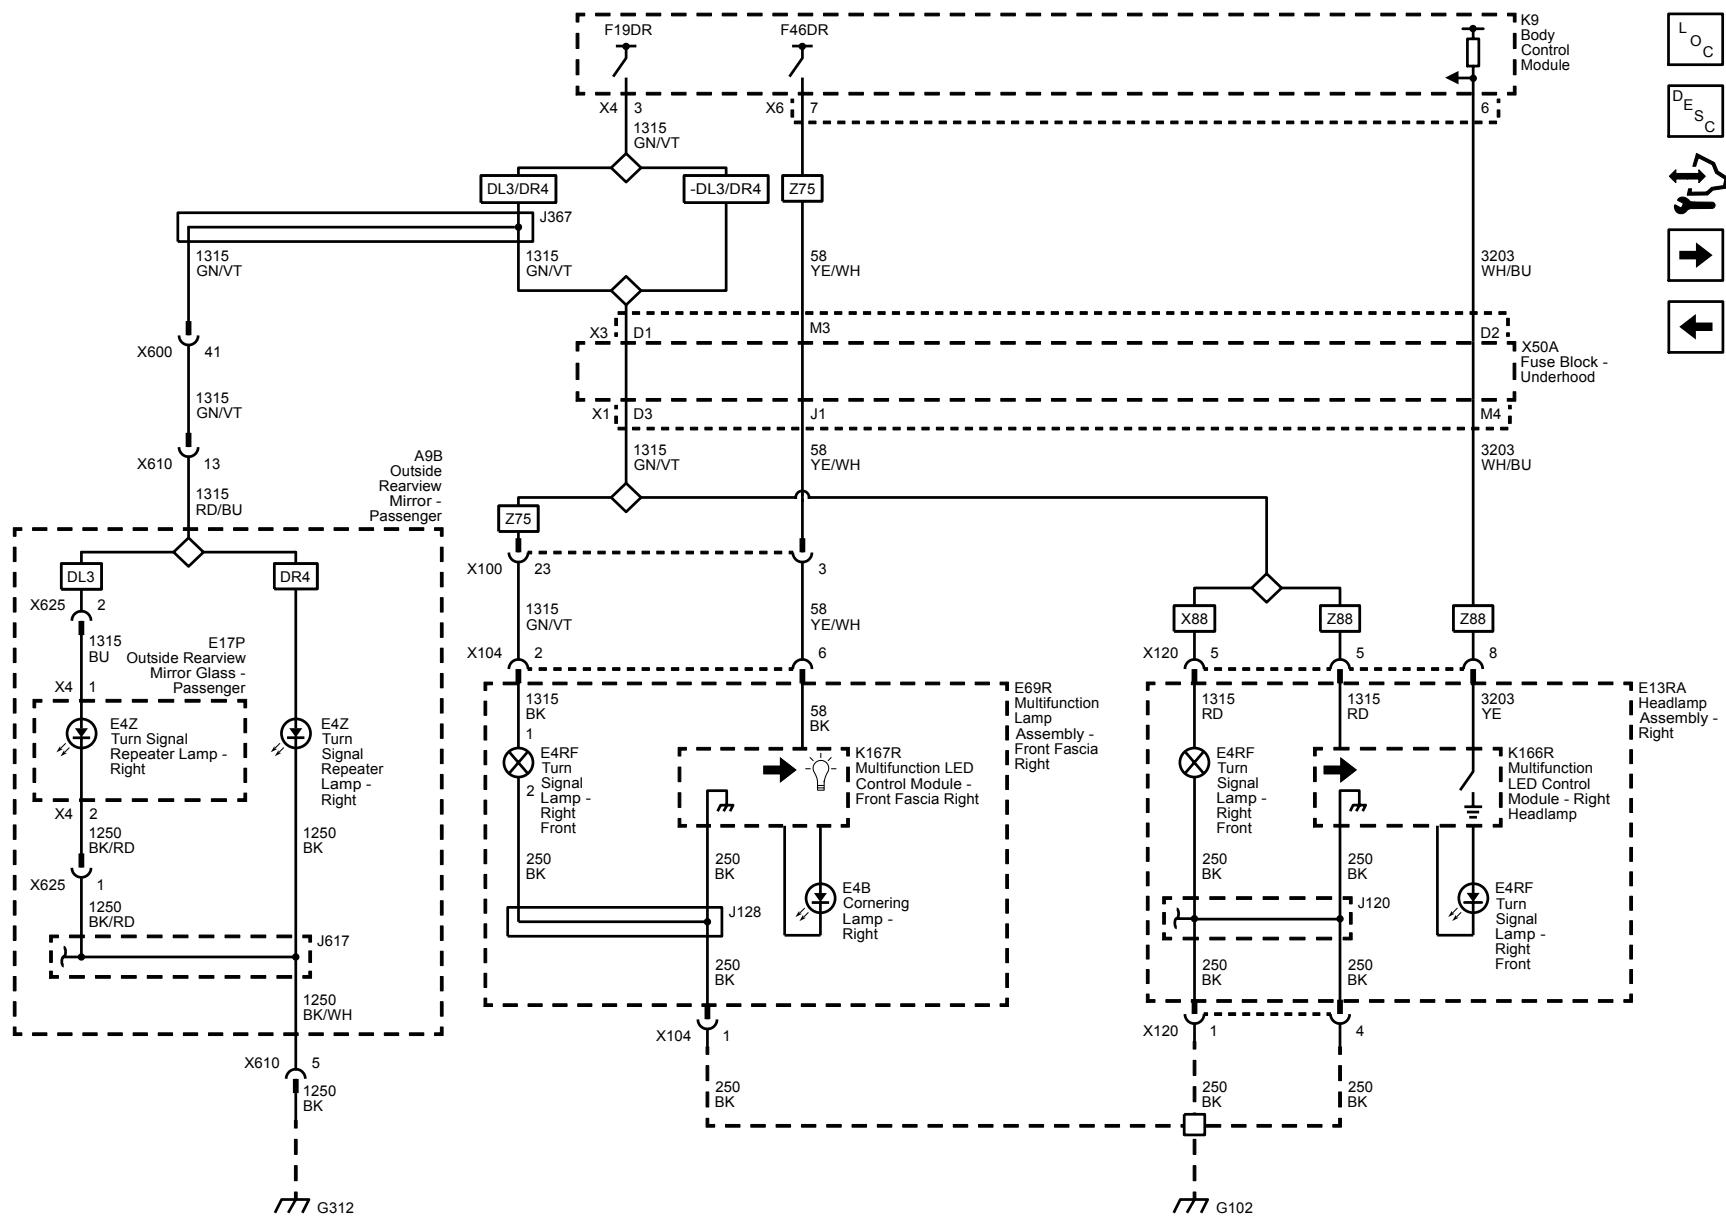 F19DR
F46DR
K9
Body
Control
Module
L
O
C
X4 3
X6 7
6
D
E
S
C
1315
GN/VT
DL3/DR4
-DL3/DR4
Z75
J367
1315
GN/VT
1315
GN/VT
58
YE/WH
3203
WH/BU
X3 D1
M3
D2
X600 41
X50A
Fuse Block -
Underhood
1315
GN/VT
X1 D3
J1
M4
1315
GN/VT
58
YE/WH
3203
WH/BU
X610 13
A9B
Outside
Rearview
Mirror -
Passenger
1315
RD/BU
Z75
X100 23
3
DL3
DR4
X625 2
1315
GN/VT
58
YE/WH
X88
Z88
Z88
1315
BU
E17P
Outside Rearview
Mirror Glass -
Passenger
X104 2
6
X120 5
5
8
X4 1
1315
BK
58
BK
E69R
Multifunction
Lamp
Assembly -
Front Fascia
Right
1315
RD
1315
RD
3203
YE
E13RA
Headlamp
Assembly -
Right
E4Z
Turn Signal
Repeater Lamp -
Right
E4Z
Turn
Signal
Repeater
Lamp -
Right
1
E4RF
Turn
Signal
Lamp -
Right
Front
2
K167R
Multifunction LED
Control Module -
Front Fascia Right
E4RF
Turn
Signal
Lamp -
Right
Front
K166R
Multifunction
LED Control
Module - Right
Headlamp
X4 2
1250
BK/RD
1250
BK
250
BK
250
BK
250
BK
250
BK
X625 1
1250
BK/RD
E4B
Cornering
Lamp -
Right
E4RF
Turn
Signal
Lamp -
Right
Front
J128
J120
J617
250
BK
250
BK
250
BK
1250
BK/WH
X104 1
X120 1
4
X610 5
1250
BK
250
BK
250
BK
250
BK
G312
G102